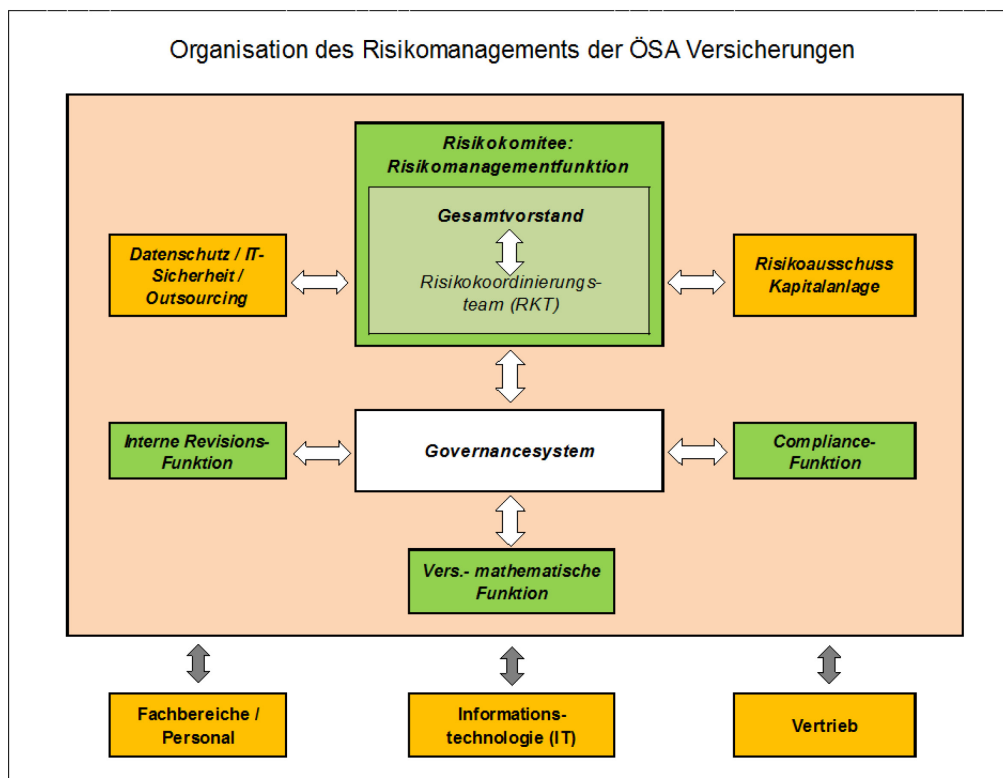 Organisation des Risikomanagements der ÖSA Versicherungen
Risikokomitee:
Risikomanagementfunktion
Gesamtvorstand
Risikokoordinierungs-
team (RKT)
Datenschutz / IT-
Sicherheit /
Outsourcing
Risikoausschuss
Kapitalanlage
Interne Revisions-
Funktion
Governancesystem
Compliance-
Funktion
Vers.- mathematische
Funktion
Fachbereiche /
Personal
Informations-
technologie (IT)
Vertrieb